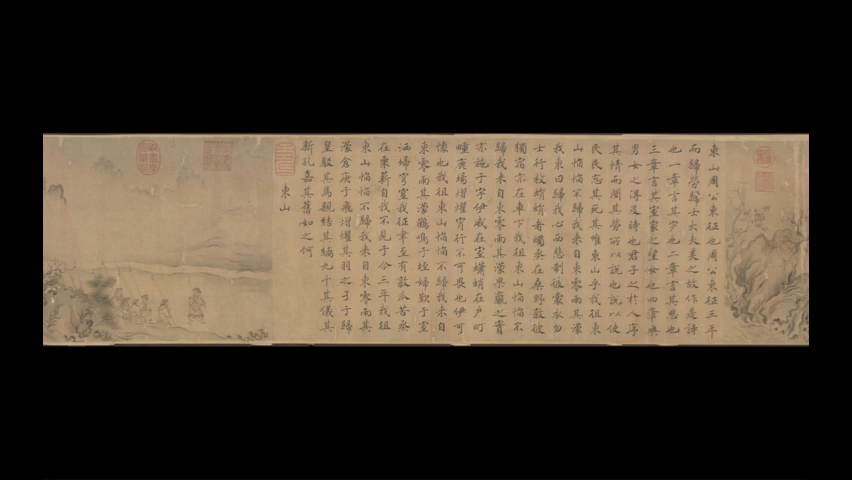 東山周公東征也周公東征三年
而歸勞歸士大夫美之故作是詩
也一章言其完也二章言其思也
三章言其室家之望女也四章樂
男女之得及時也君子之於人序
其情而閔其勞所以說也說以使
民民忘其死其唯東山乎我徂東
山慆慆不歸我來自東零雨其濛
我東曰歸我心西悲制彼裳衣勿
士行枚蜎蜎者蠋烝在桑野敦彼
獨宿亦在車下我徂東山慆慆不
歸我來自東零雨其濛果臝之實
亦施于宇伊威在室蠨蛸在戶町
畽鹿場熠燿宵行不可畏也伊可
懷也我徂東山慆慆不歸我來自
東零雨其濛鸛鳴于垤婦歎于室
洒埽穹窒我征聿至有敦瓜苦烝
在栗薪自我不見于今三年我徂
東山慆慆不歸我來自東零雨其
濛倉庚于飛熠燿其羽之子于歸
皇駁其馬親結其縭九十其儀其
新孔嘉其舊如之何
東山